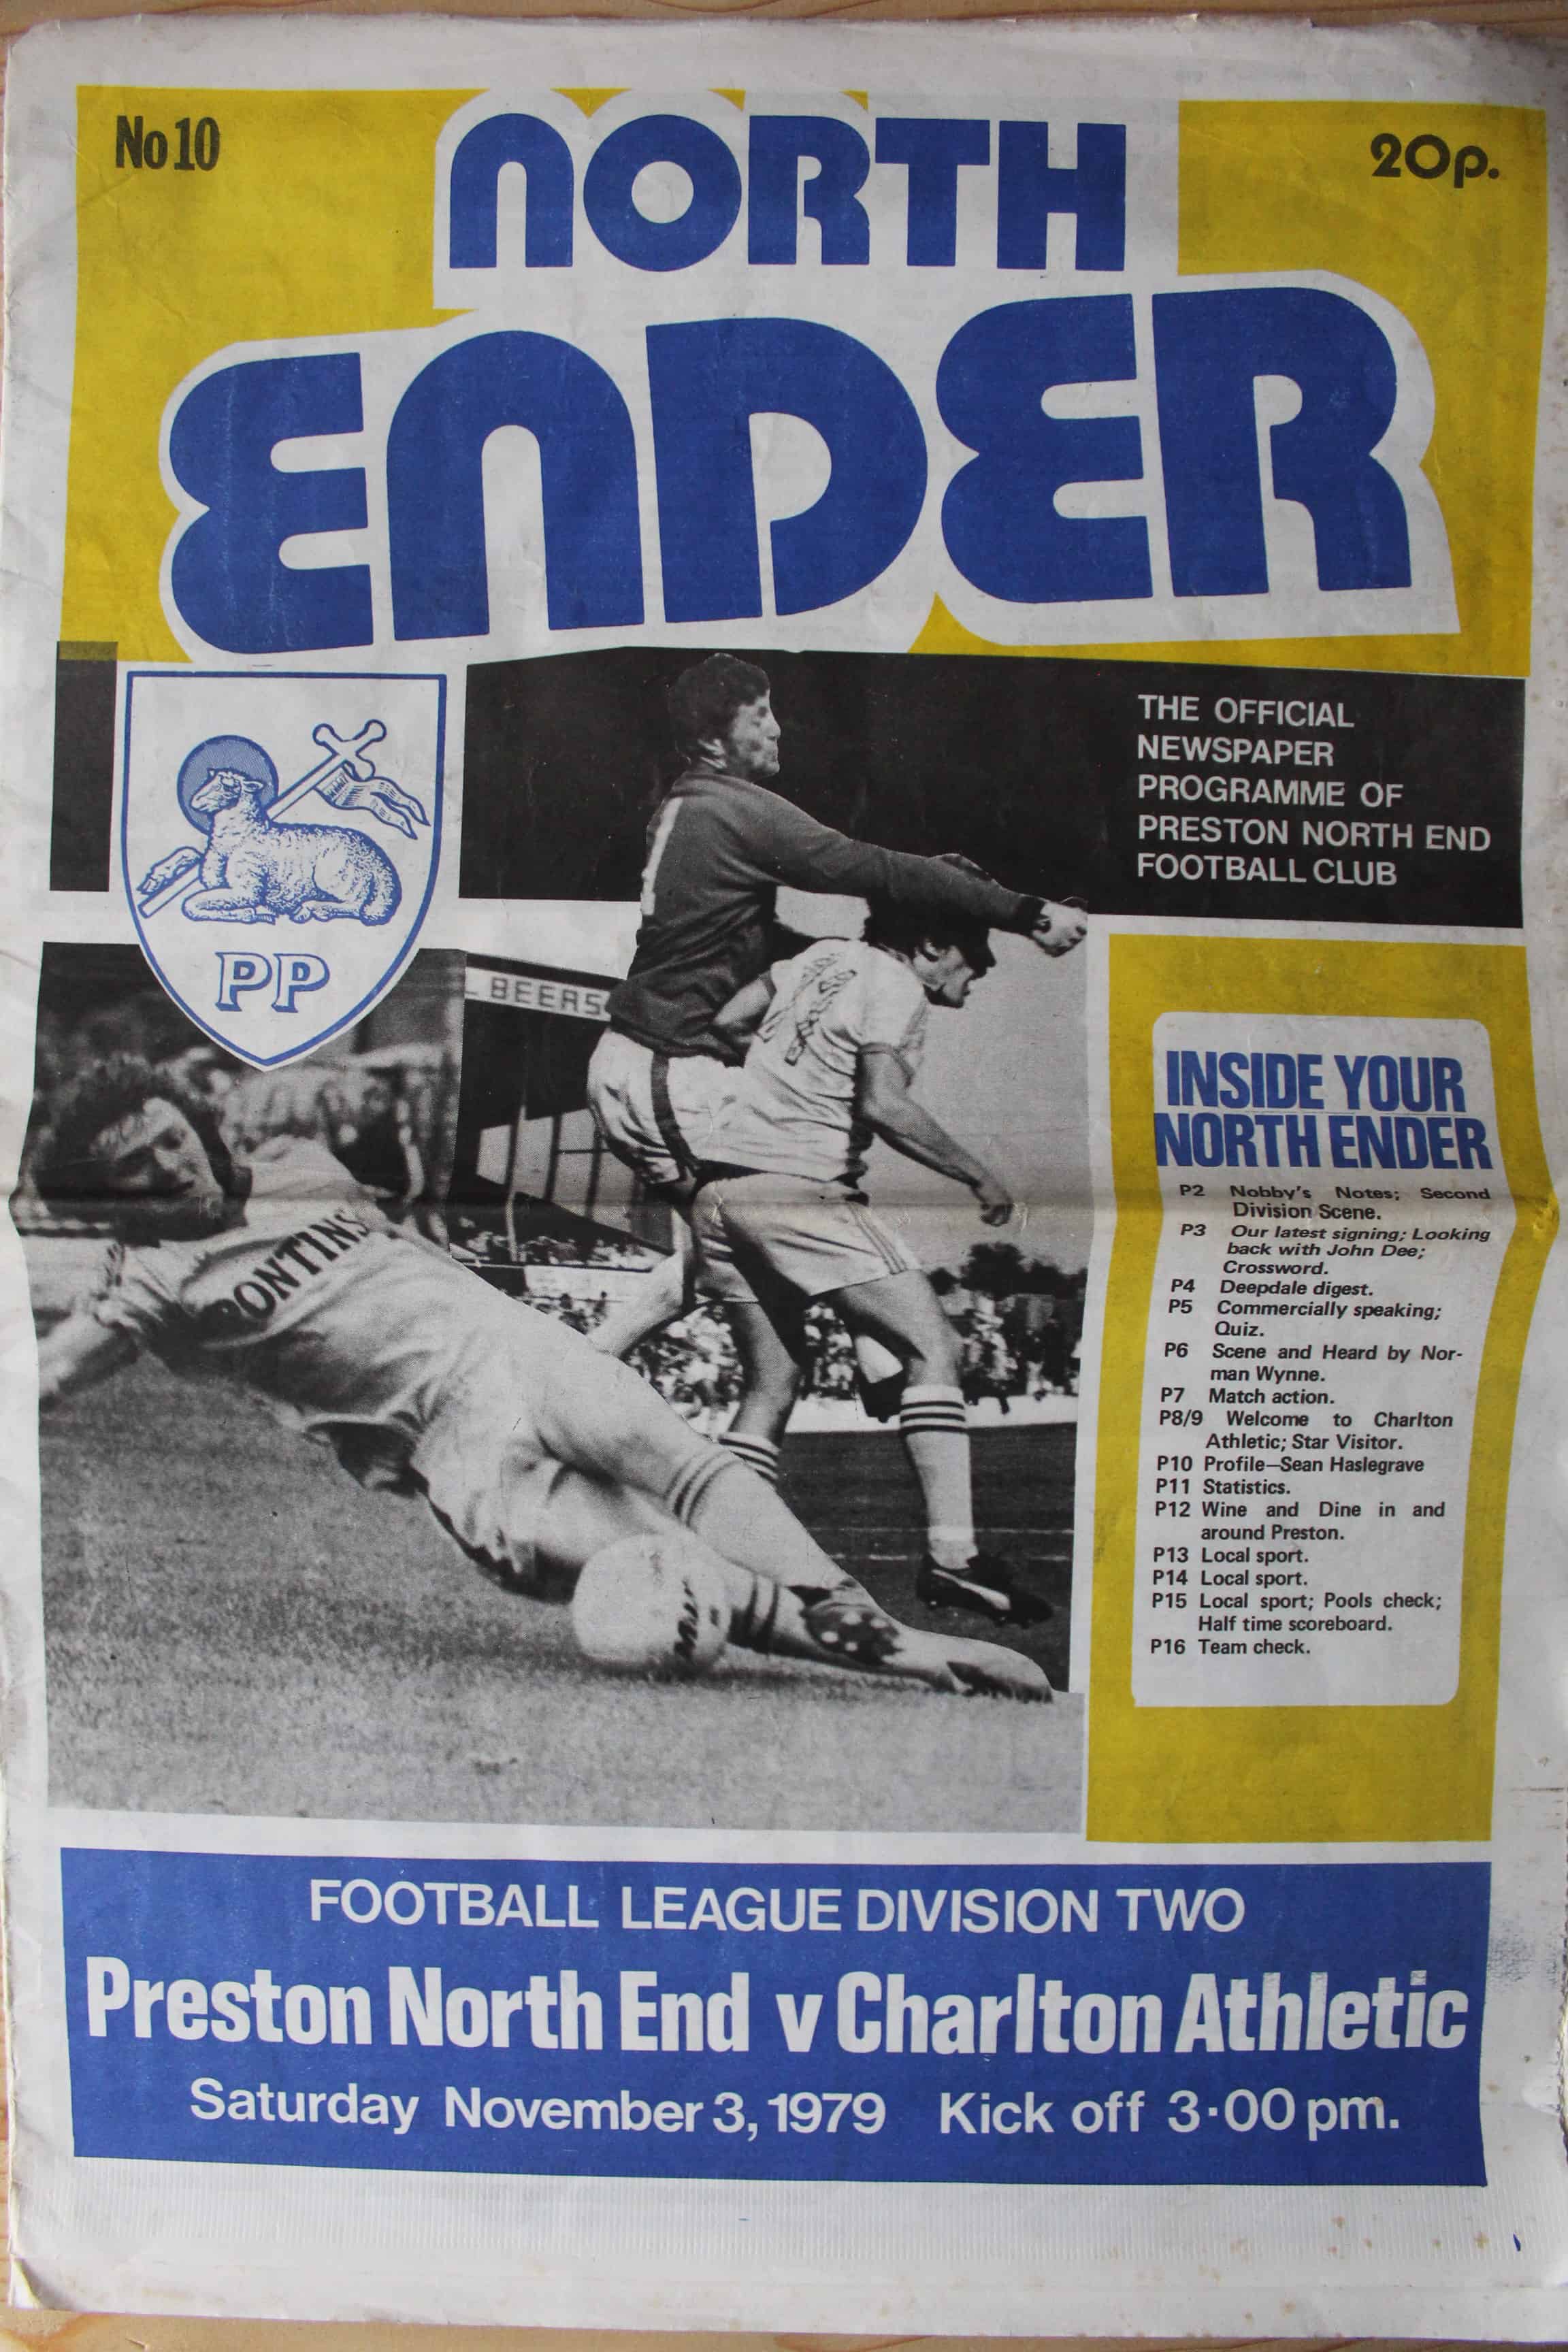 No 10
20p.
NORTH
ENDER
THE OFFICIAL
NEWSPAPER
PROGRAMME OF
PRESTON NORTH END
FOOTBALL CLUB
PP
BEERS
PONTINS
INSIDE YOUR
NORTH ENDER
P2 Nobby's Notes; Second
Division Scene.
P3 Our latest signing; Looking
back with John Dee;
Crossword.
P4 Deepdale digest.
P5 Commercially speaking;
Quiz.
P6 Scene and Heard by Nor-
man Wynne.
P7 Match action.
P8/9 Welcome to Charlton
Athletic; Star Visitor.
P10 Profile—Sean Haslegrave
P11 Statistics.
P12 Wine and Dine in and
around Preston.
P13 Local sport.
P14 Local sport.
P15 Local sport; Pools check;
Half time scoreboard.
P16 Team check.
FOOTBALL LEAGUE DIVISION TWO
Preston North End v Charlton Athletic
Saturday November 3, 1979 Kick off 3·00 pm.